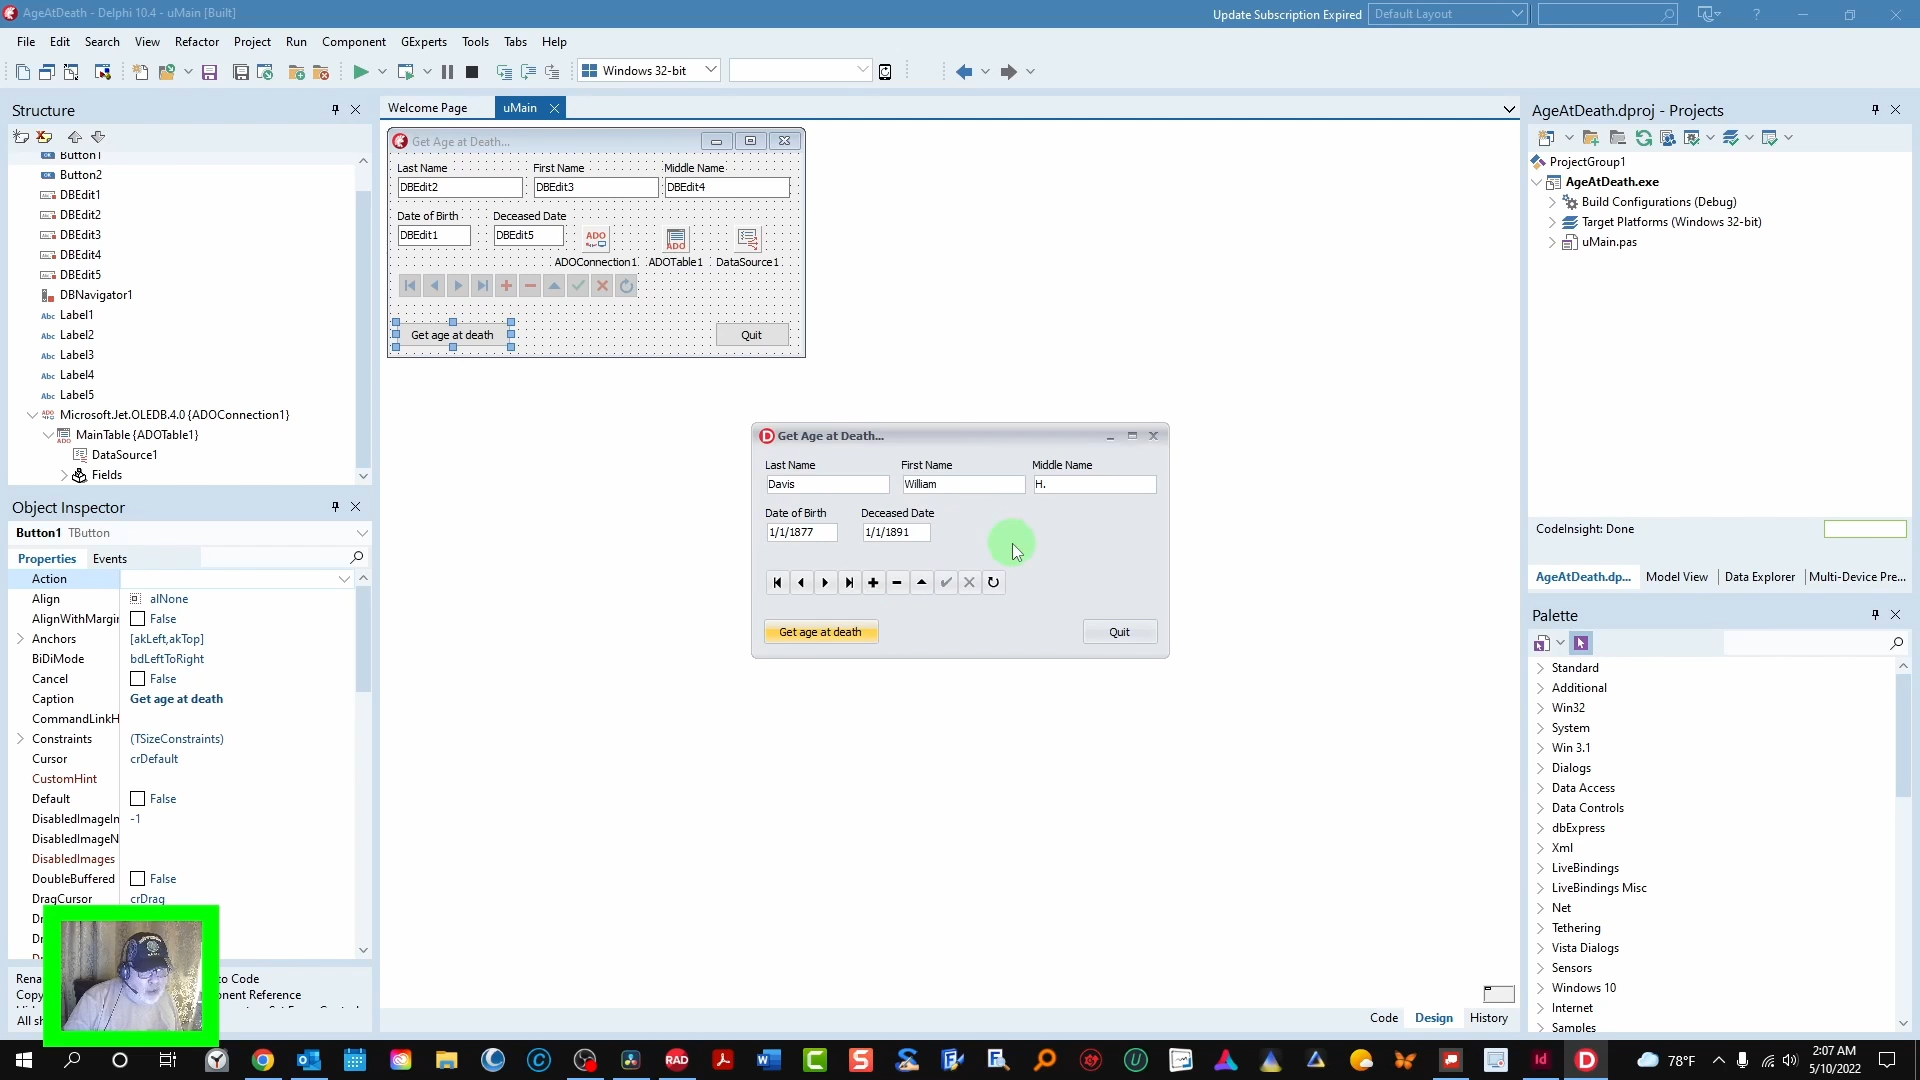 AgeAtDeath - Delphi 10.4 - uMain [Built]
Update Subscription Expired
Default Layout
File Edit Search View Refactor Project Run Component GExperts Tools Tabs Help
Windows 32-bit
Structure
Button1
Button2
DBEdit1
DBEdit2
DBEdit3
DBEdit4
DBEdit5
DBNavigator1
Label1
Label2
Label3
Label4
Label5
Microsoft.Jet.OLEDB.4.0 {ADOConnection1}
MainTable {ADOTable1}
DataSource1
Fields
Object Inspector
Button1 TButton
Properties Events
Action
Align alNone
AlignWithMargin False
Anchors [akLeft,akTop]
BiDiMode bdLeftToRight
Cancel False
Caption Get age at death
CommandLinkH
Constraints (TSizeConstraints)
Cursor crDefault
CustomHint
Default False
DisabledImageIn -1
DisabledImageN
DisabledImages
DoubleBuffered False
DragCursor crDrag
Welcome Page uMain
Get Age at Death...
Last Name First Name Middle Name
DBEdit2 DBEdit3 DBEdit4
Date of Birth Deceased Date
DBEdit1 DBEdit5
ADOConnection1 ADOTable1 DataSource1
Get age at death Quit
Get Age at Death...
Last Name First Name Middle Name
Davis William H.
Date of Birth Deceased Date
1/1/1877 1/1/1891
Get age at death Quit
Code Design History
AgeAtDeath.dproj - Projects
ProjectGroup1
AgeAtDeath.exe
Build Configurations (Debug)
Target Platforms (Windows 32-bit)
uMain.pas
CodeInsight: Done
AgeAtDeath.dp... Model View Data Explorer Multi-Device Pre...
Palette
Standard
Additional
Win32
System
Win 3.1
Dialogs
Data Access
Data Controls
dbExpress
Xml
LiveBindings
LiveBindings Misc
Net
Tethering
Vista Dialogs
Sensors
Windows 10
Internet
Samples
78°F
2:07 AM
5/10/2022